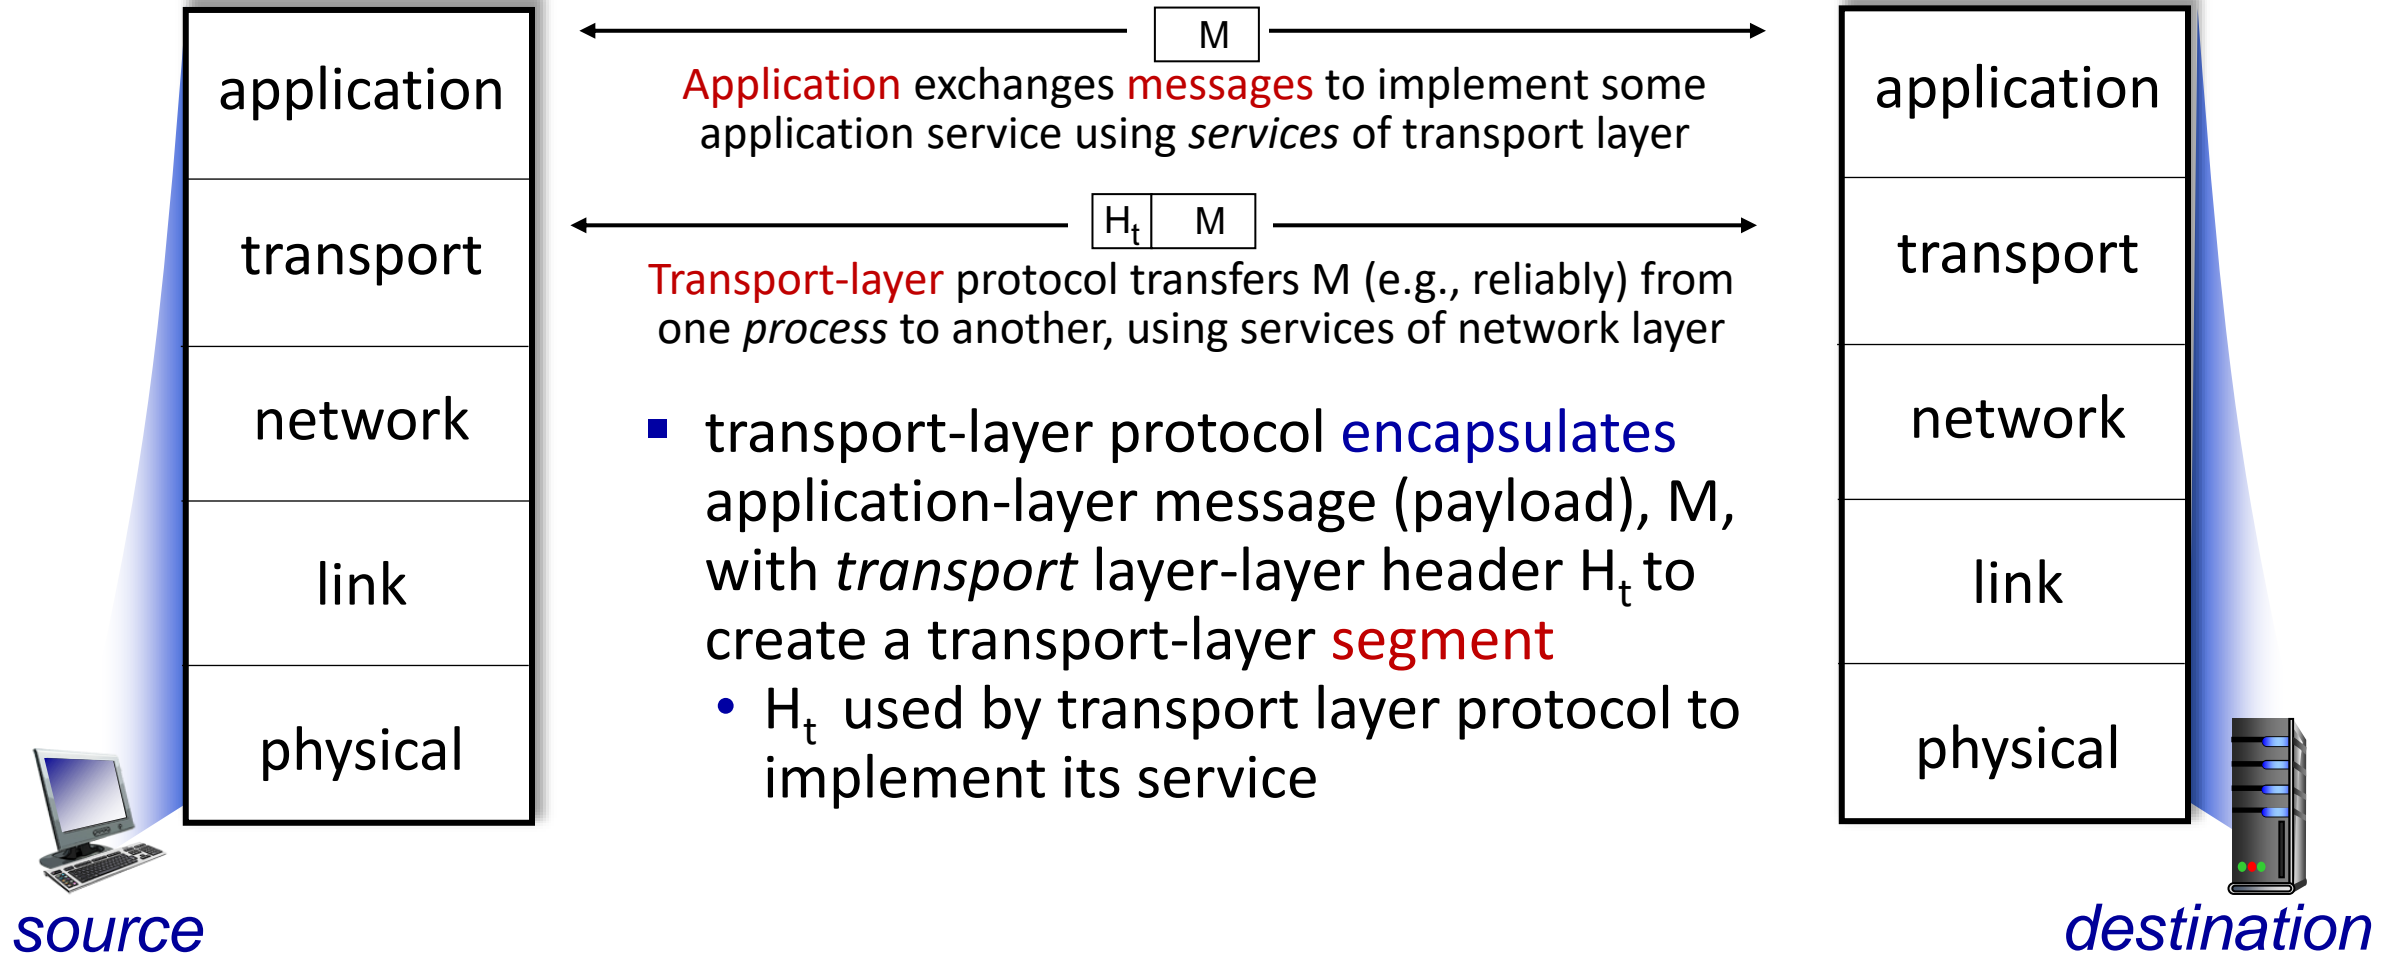 application
transport
network
link
physical
source
M
Application exchanges messages to implement some
application service using services of transport layer
Ht M
Transport-layer protocol transfers M (e.g., reliably) from
one process to another, using services of network layer
transport-layer protocol encapsulates
application-layer message (payload), M,
with transport layer-layer header Ht to
create a transport-layer segment
• Ht used by transport layer protocol to
implement its service
application
transport
network
link
physical
destination